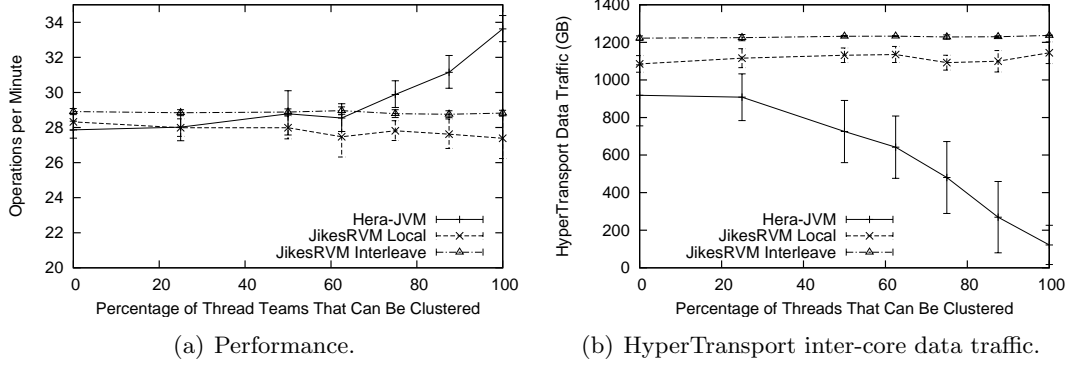 34
32
30
28
26
24
22
20
0 20 40 60 80 100
Operations per Minute
Percentage of Thread Teams That Can Be Clustered
Hera-JVM
JikesRVM Local
JikesRVM Interleave
(a) Performance.
1400
1200
1000
800
600
400
200
0
0 20 40 60 80 100
HyperTransport Data Traffic (GB)
Percentage of Threads That Can Be Clustered
Hera-JVM
JikesRVM Local
JikesRVM Interleave
(b) HyperTransport inter-core data traffic.